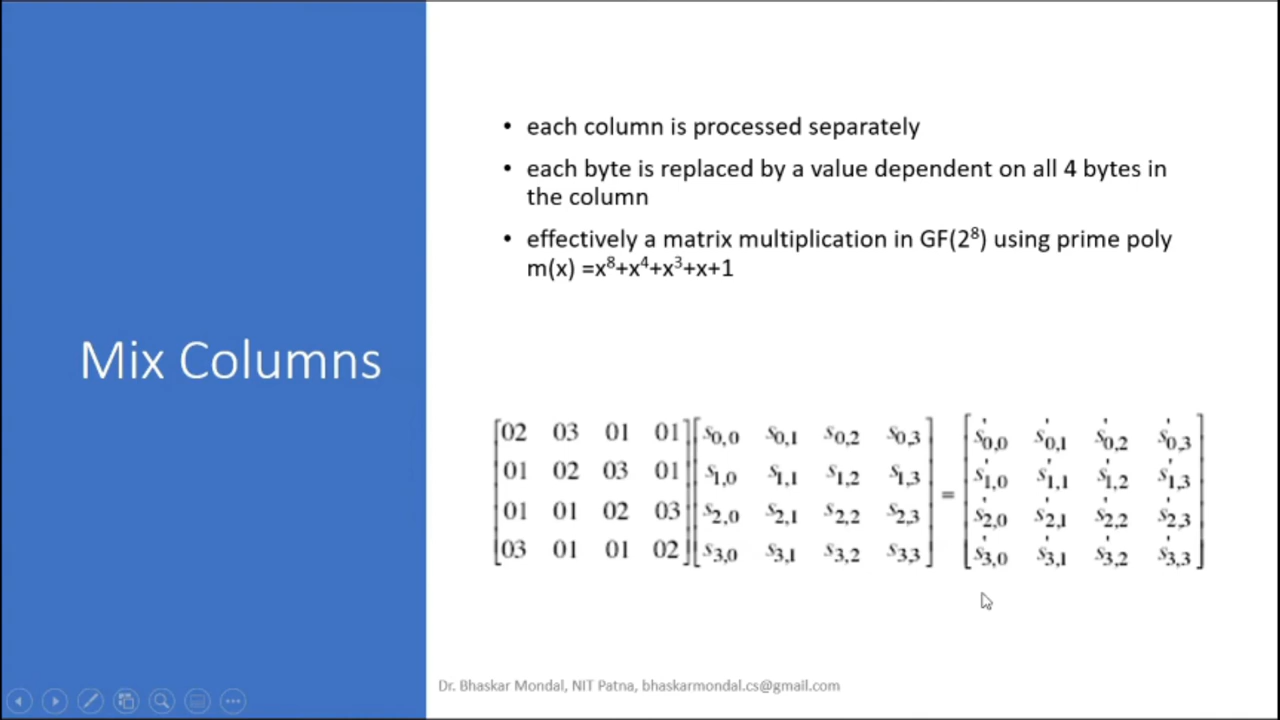 Mix Columns
• each column is processed separately
• each byte is replaced by a value dependent on all 4 bytes in
the column
• effectively a matrix multiplication in GF(2⁸) using prime poly
m(x) =x⁸+x⁴+x³+x+1
[02 03 01 01] [s0,0 s0,1 s0,2 s0,3] [s'0,0 s'0,1 s'0,2 s'0,3]
[01 02 03 01] [s1,0 s1,1 s1,2 s1,3] = [s'1,0 s'1,1 s'1,2 s'1,3]
[01 01 02 03] [s2,0 s2,1 s2,2 s2,3] [s'2,0 s'2,1 s'2,2 s'2,3]
[03 01 01 02] [s3,0 s3,1 s3,2 s3,3] [s'3,0 s'3,1 s'3,2 s'3,3]
Dr. Bhaskar Mondal, NIT Patna, bhaskarmondal.cs@gmail.com